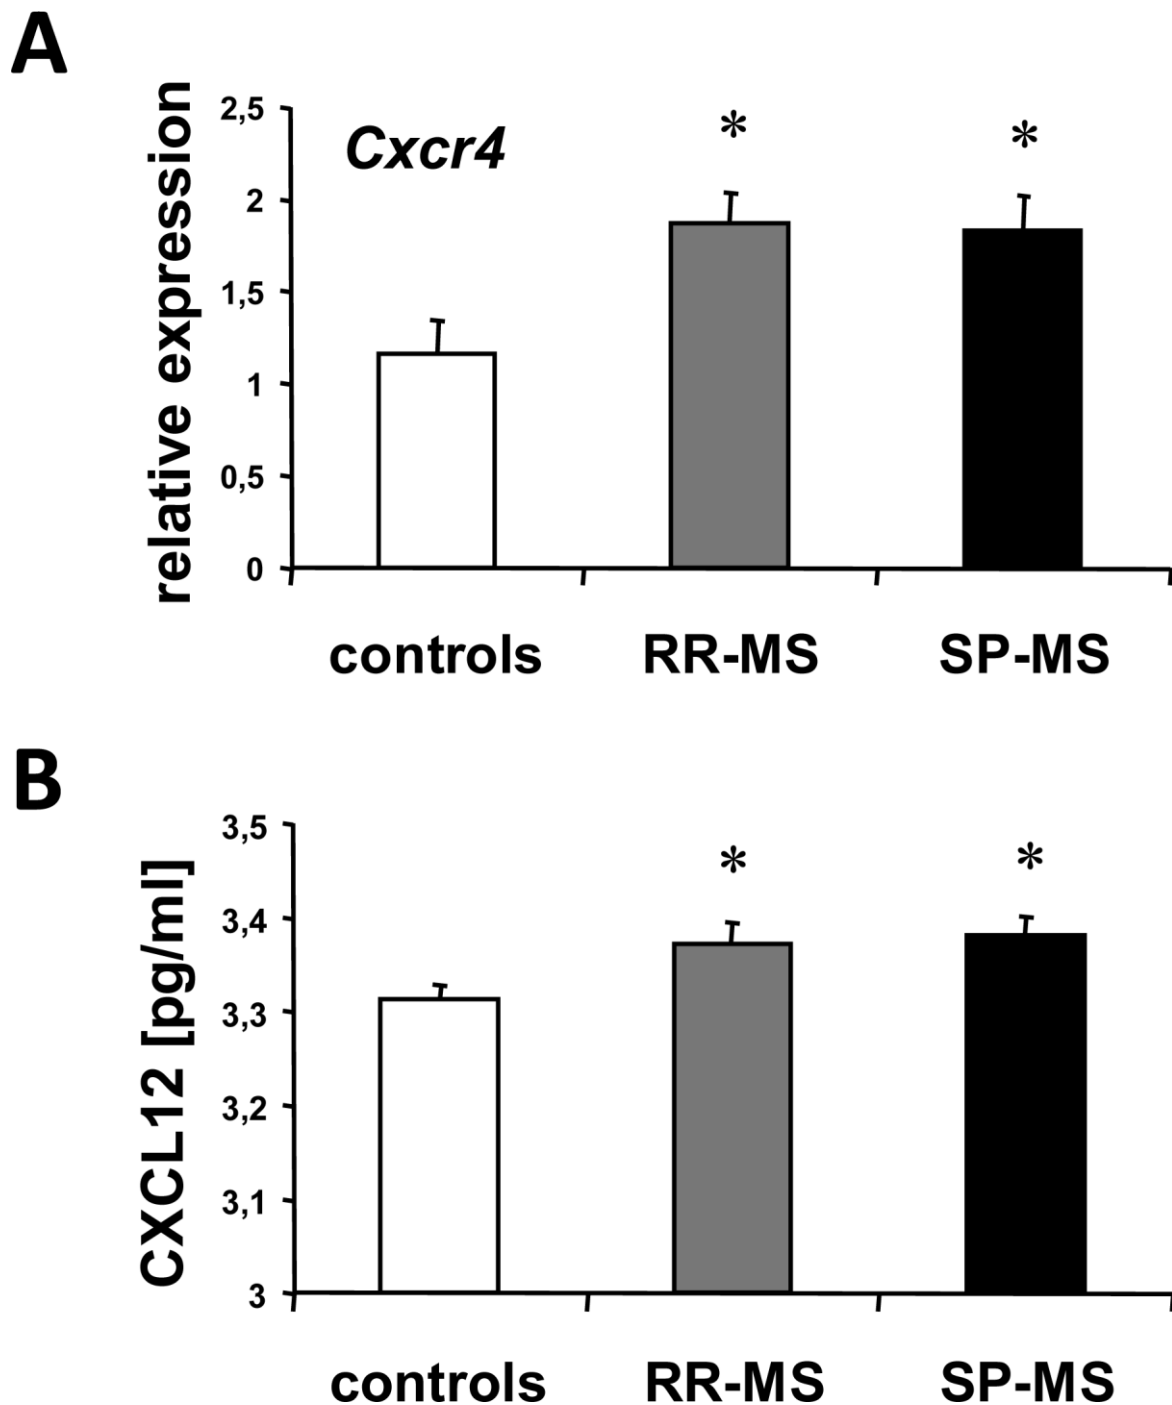 A
relative expression
2,5
2
1,5
1
0,5
0
Cxcr4
*
*
controls RR-MS SP-MS
B
CXCL12 [pg/ml]
3,5
3,4
3,3
3,2
3,1
3
*
*
controls RR-MS SP-MS